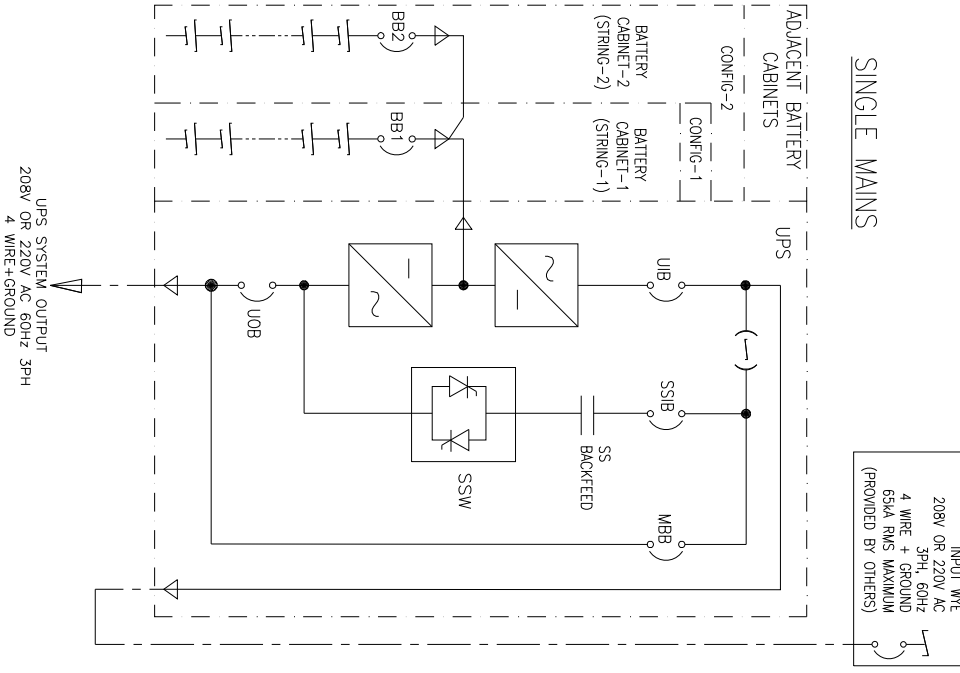 SINGLE MAINS
INPUT WYE
208V OR 220V AC
3PH, 60Hz
4 WIRE + GROUND
65kA RMS MAXIMUM
(PROVIDED BY OTHERS)
ADJACENT BATTERY
CABINETS
CONFIG-2
CONFIG-1
BATTERY
CABINET-2
(STRING-2)
BATTERY
CABINET-1
(STRING-1)
BB2
BB1
UPS
UIB
SSIB
MBB
SS
BACKFEED
SSW
UOB
UPS SYSTEM OUTPUT
208V OR 220V AC 60Hz 3PH
4 WIRE+GROUND